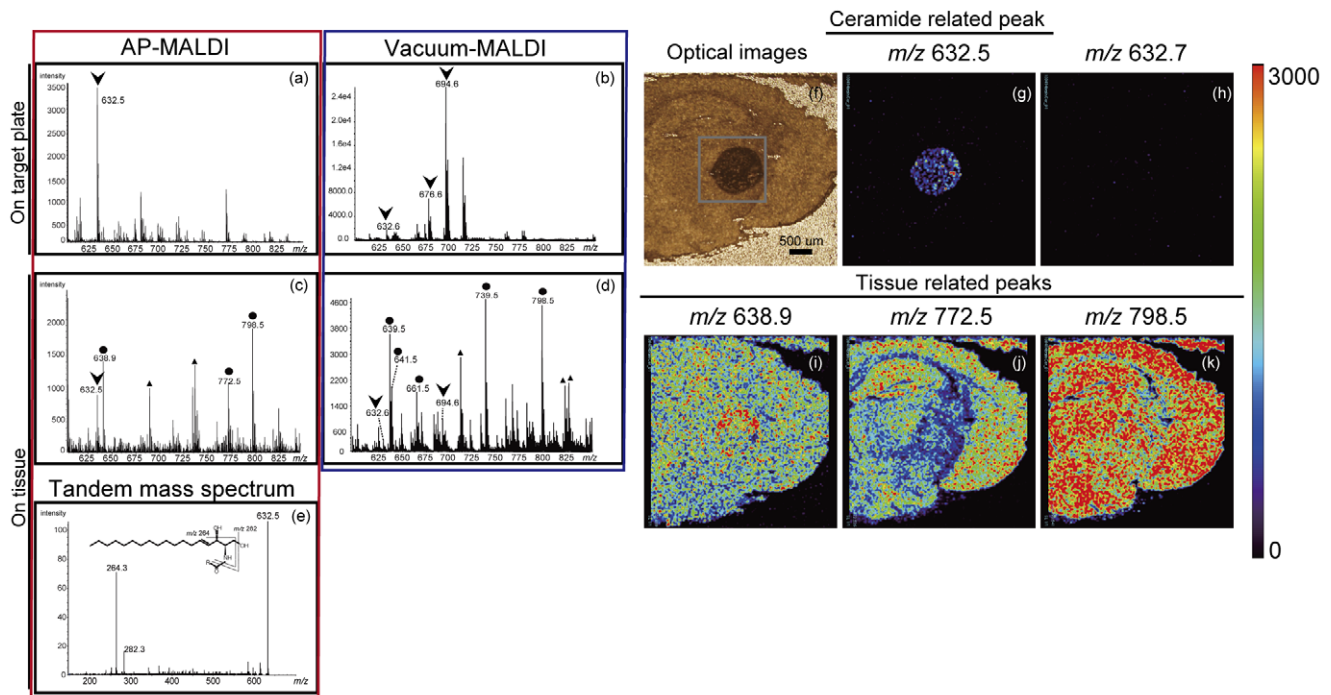 AP-MALDI
Vacuum-MALDI
On target plate
On tissue
intensity
(a)
632.5
3500
3000
2500
2000
1500
1000
500
0
625 650 675 700 725 750 775 800 825 m/z
intensity
(b)
694.6
676.6
632.6
2.4e4
2.0e4
1.6e4
1.2e4
8000.0
4000.0
0.0
625 650 675 700 725 750 775 800 825 m/z
intensity
(c)
798.5
638.9
632.5
772.5
2000
1500
1000
500
0
625 650 675 700 725 750 775 800 825 m/z
(d)
739.5
798.5
639.5
641.5
661.5
694.6
632.6
4600
3800
3000
2200
1400
600
625 650 675 700 725 750 775 800 825 m/z
Tandem mass spectrum
intensity
(e)
632.5
m/z 264
m/z 282
OH
OH
NH
R
O
264.3
282.3
100
80
60
40
20
0
200 300 400 500 600 m/z
Ceramide related peak
Optical images
m/z 632.5
m/z 632.7
(f)
500 um
(g)
(h)
Tissue related peaks
m/z 638.9
m/z 772.5
m/z 798.5
(i)
(j)
(k)
3000
0